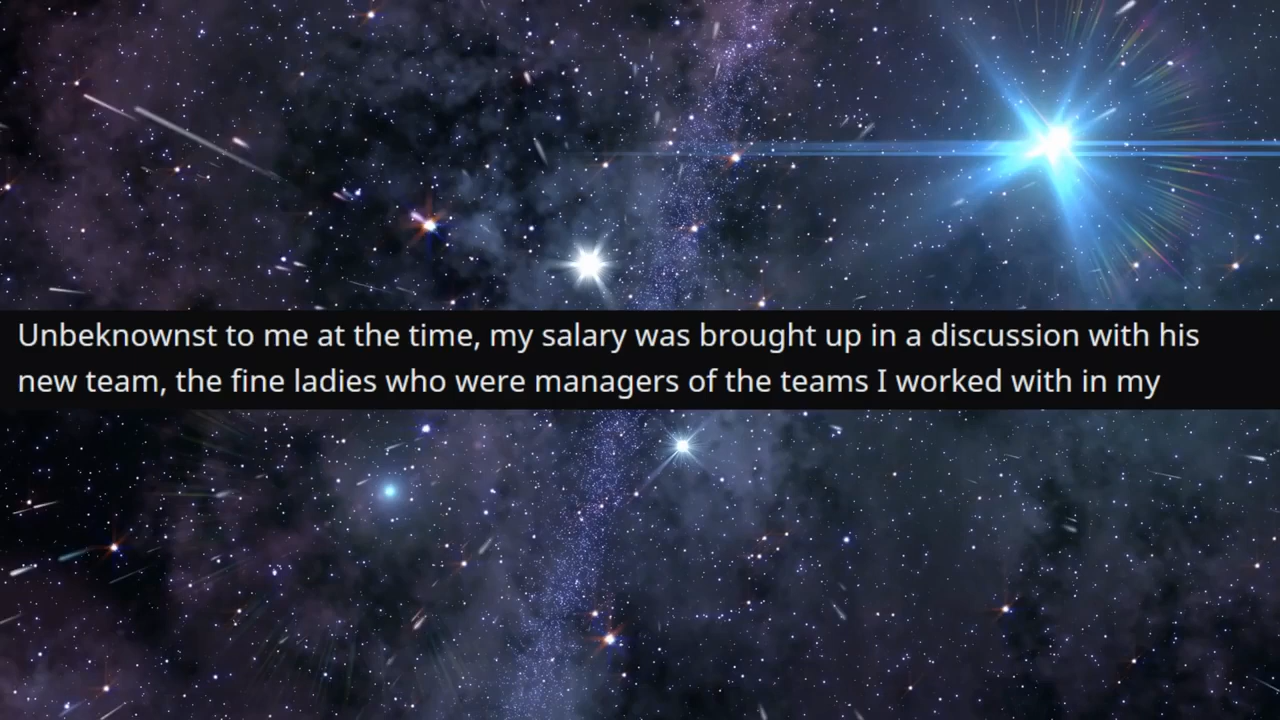 Unbeknownst to me at the time, my salary was brought up in a discussion with his
new team, the fine ladies who were managers of the teams I worked with in my